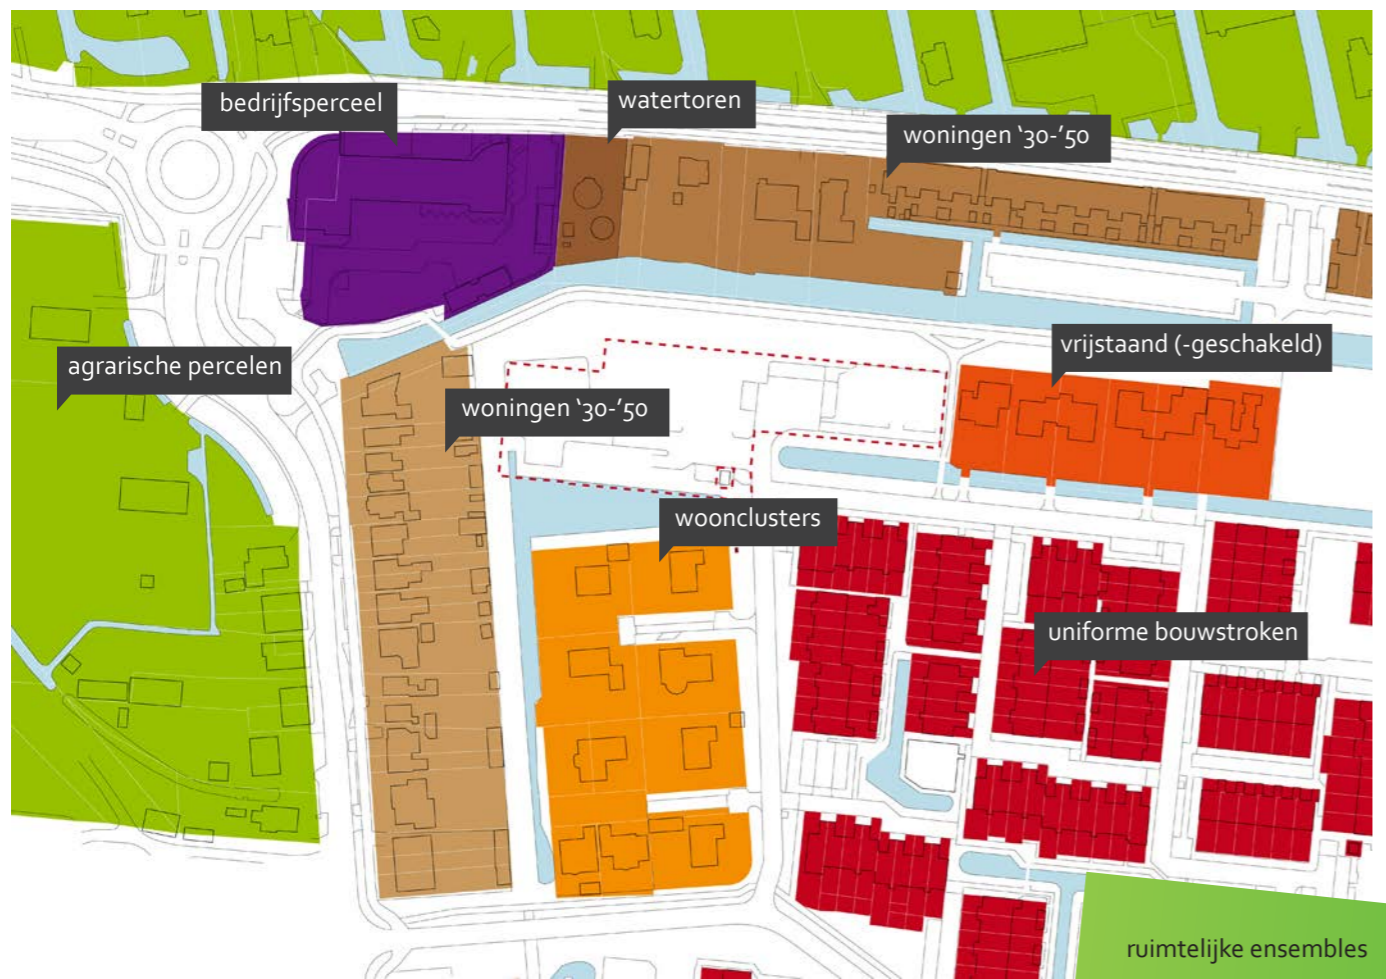 bedrijfsperceel
watertoren
woningen ‘30-’50
vrijstaand (-geschakeld)
agrarische percelen
woningen ‘30-’50
woonclusters
uniforme bouwstroken
ruimtelijke ensembles